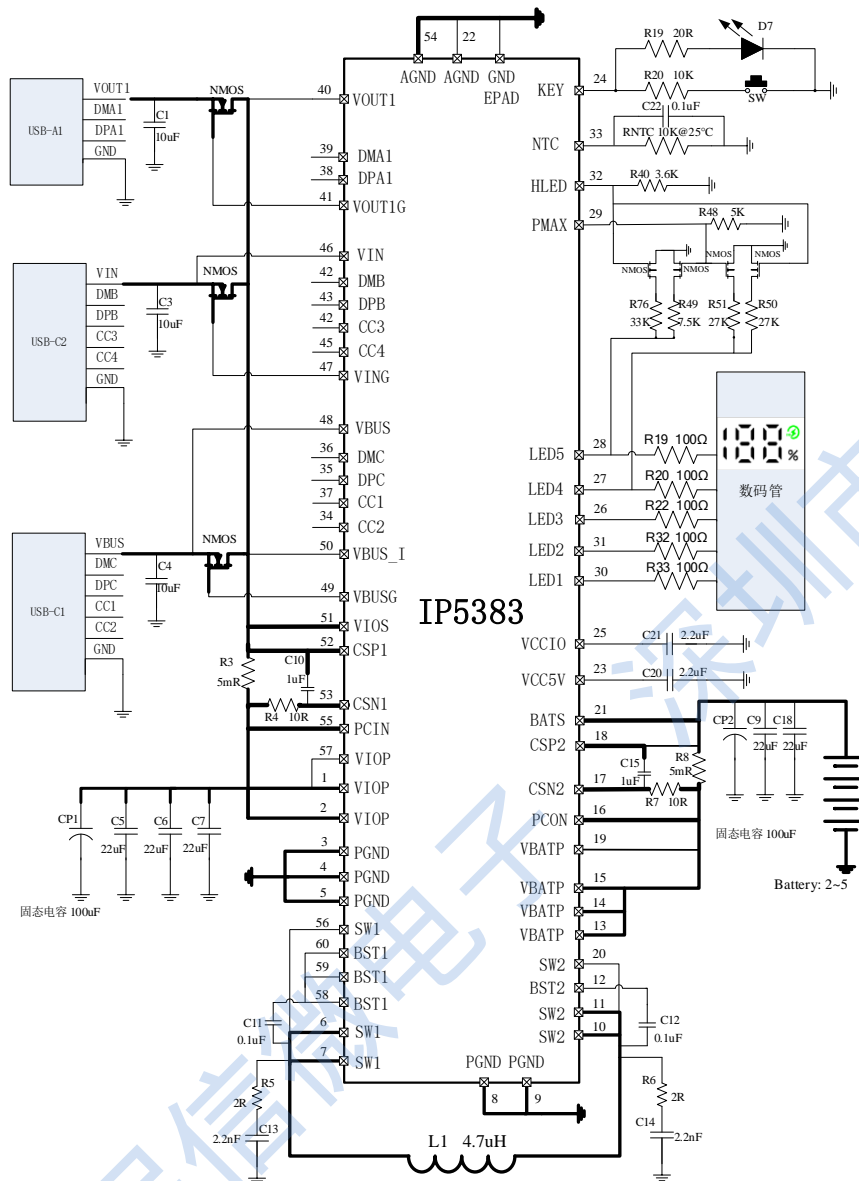 54 22
AGND AGND GND
EPAD
IP5383
USB-A1
VOUT1
DMA1
DPA1
GND
C1
10uF
NMOS
40 VOUT1
39 DMA1
38 DPA1
41 VOUT1G
USB-C2
VIN
DMB
DPB
CC3
CC4
GND
C3
10uF
NMOS
46 VIN
42 DMB
43 DPB
42 CC3
45 CC4
47 VING
48 VBUS
36 DMC
35 DPC
37 CC1
34 CC2
USB-C1
VBUS
DMC
DPC
CC1
CC2
GND
C4
10uF
NMOS
50 VBUS_I
49 VBUSG
51 VIOS
52 CSP1
R3
5mR
C10
1uF
R4 10R
53 CSN1
55 PCIN
57 VIOP
1 VIOP
2 VIOP
CP1
C5
22uF
C6
22uF
C7
22uF
固态电容 100uF
3 PGND
4 PGND
5 PGND
56 SW1
60 BST1
59 BST1
58 BST1
C11
0.1uF
6 SW1
7 SW1
R5
2R
C13
2.2nF
L1 4.7uH
PGND PGND
8 9
KEY 24
R19 20R
D7
R20 10K
SW
C22 0.1uF
NTC 33
RNTC 10K@25℃
HLED 32
R40 3.6K
PMAX 29
R48 5K
NMOS NMOS NMOS NMOS
R76
33K
R49
7.5K
R51
27K
R50
27K
LED5 28
R19 100Ω
LED4 27
R20 100Ω
LED3 26
R22 100Ω
LED2 31
R32 100Ω
LED1 30
R33 100Ω
188
%
数码管
VCCIO 25
C21 2.2uF
VCC5V 23
C20 2.2uF
BATS 21
CSP2 18
C15
1uF
R8
5mR
CSN2 17
R7 10R
PCON 16
VBATP 19
VBATP 15
VBATP 14
VBATP 13
CP2 C9 C18
22uF 22uF
固态电容 100uF
Battery: 2~5
SW2 20
BST2 12
SW2 11
SW2 10
C12
0.1uF
R6
2R
C14
2.2nF
深圳市
信微电子